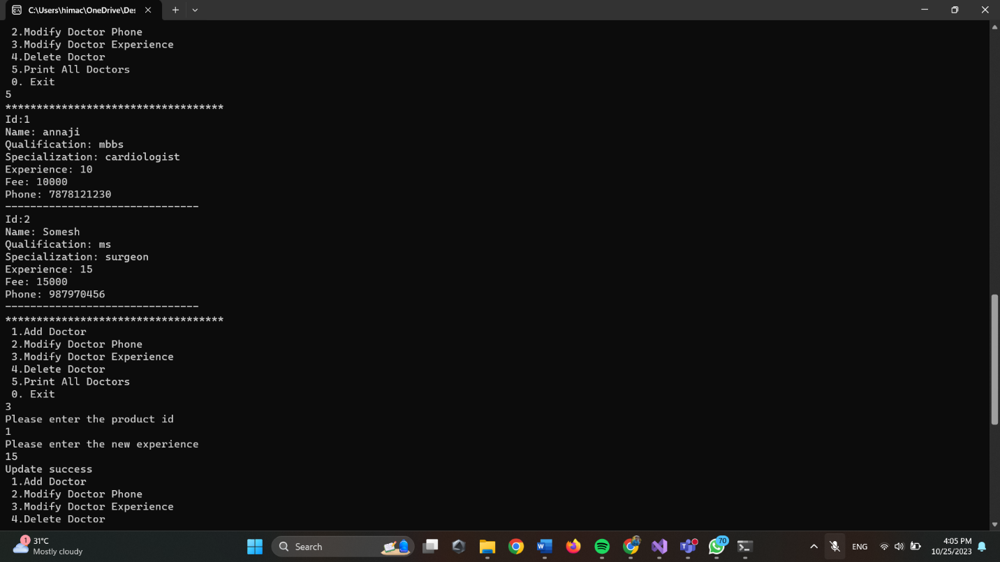 C:\Users\himac\OneDrive\Des
2.Modify Doctor Phone
3.Modify Doctor Experience
4.Delete Doctor
5.Print All Doctors
0. Exit
5
***********************************
Id:1
Name: annaji
Qualification: mbbs
Specialization: cardiologist
Experience: 10
Fee: 10000
Phone: 7878121230
-------------------------------
Id:2
Name: Somesh
Qualification: ms
Specialization: surgeon
Experience: 15
Fee: 15000
Phone: 987970456
-------------------------------
***********************************
1.Add Doctor
2.Modify Doctor Phone
3.Modify Doctor Experience
4.Delete Doctor
5.Print All Doctors
0. Exit
3
Please enter the product id
1
Please enter the new experience
15
Update success
1.Add Doctor
2.Modify Doctor Phone
3.Modify Doctor Experience
4.Delete Doctor
1
31°C
Mostly cloudy
Search
70
ENG
4:05 PM
10/25/2023